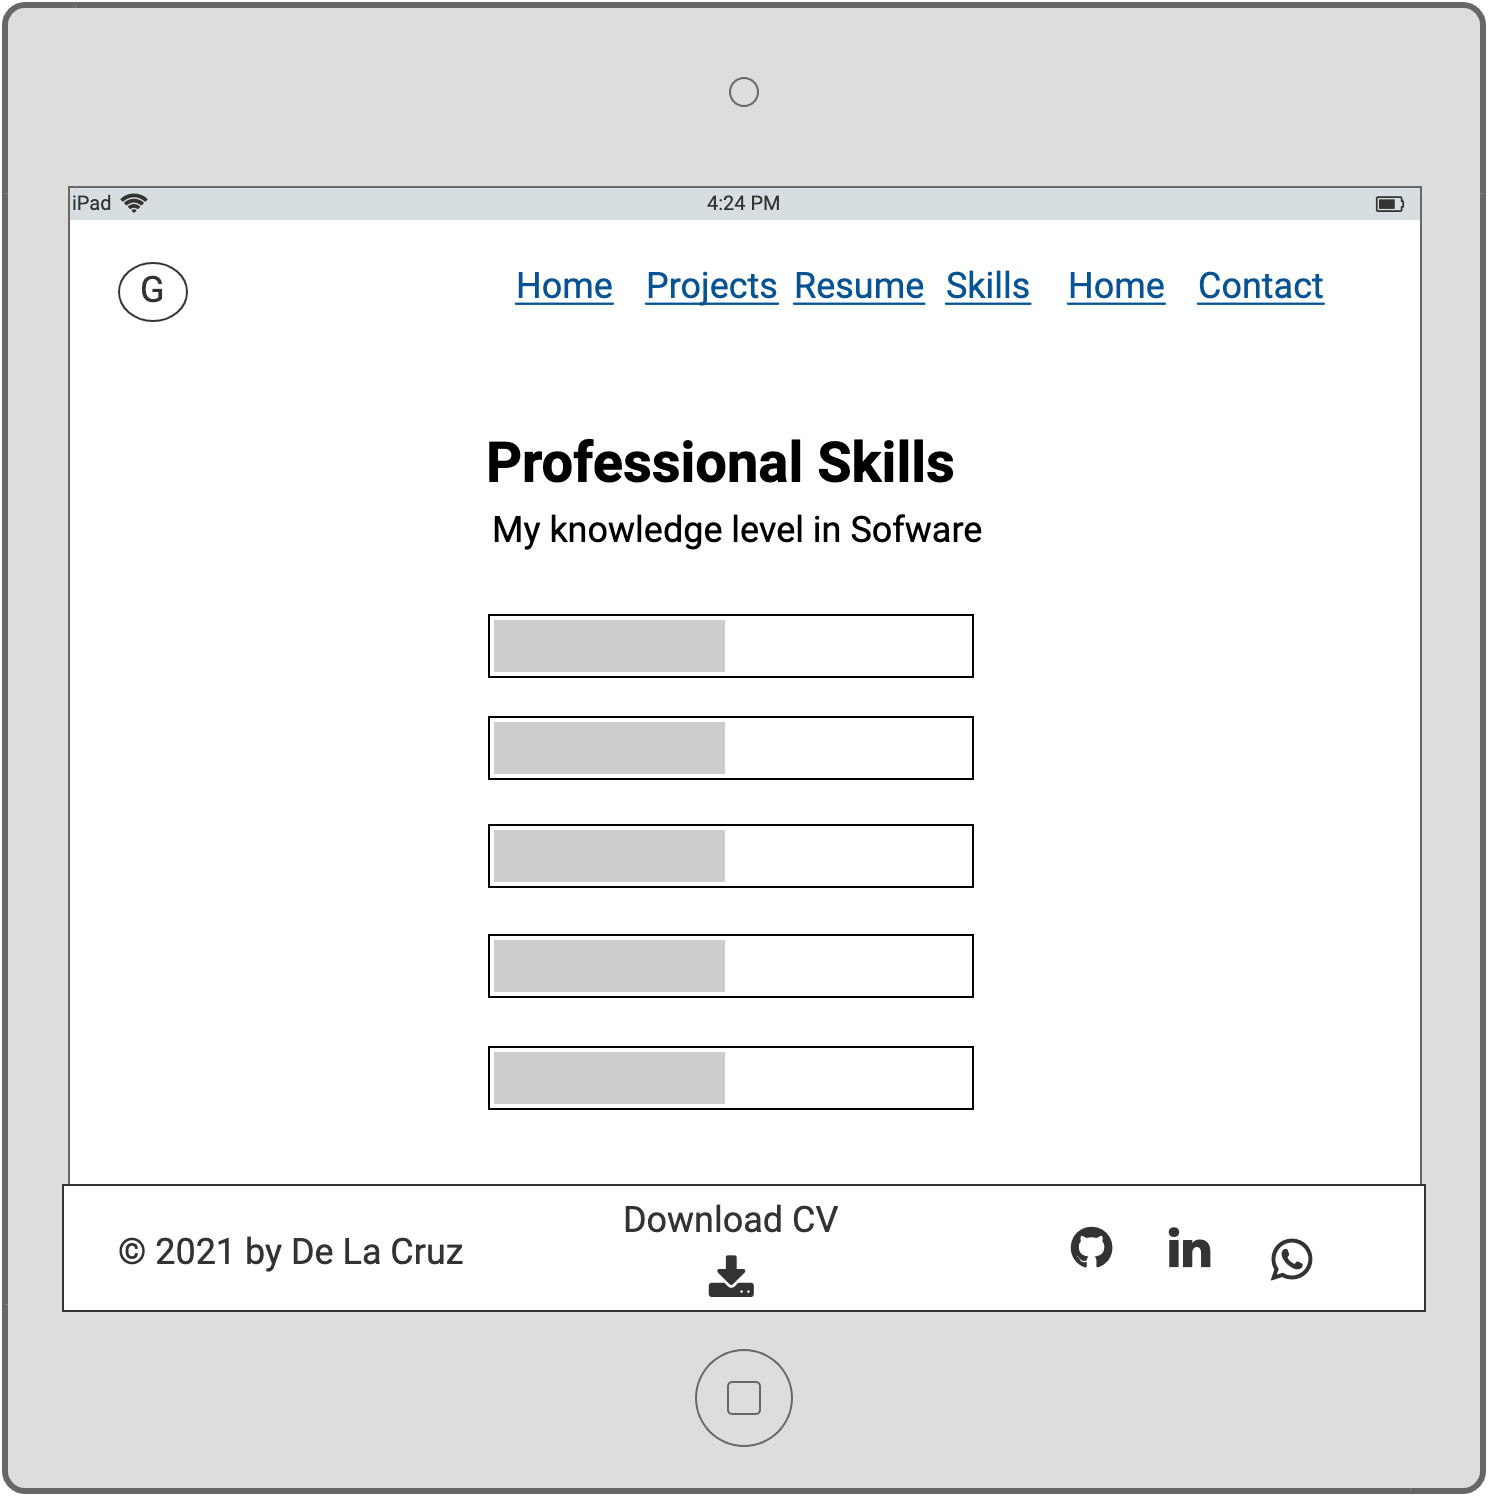 iPad 4:24 PM
G Home Projects Resume Skills Home Contact
Professional Skills
My knowledge level in Sofware
Download CV
© 2021 by De La Cruz
in